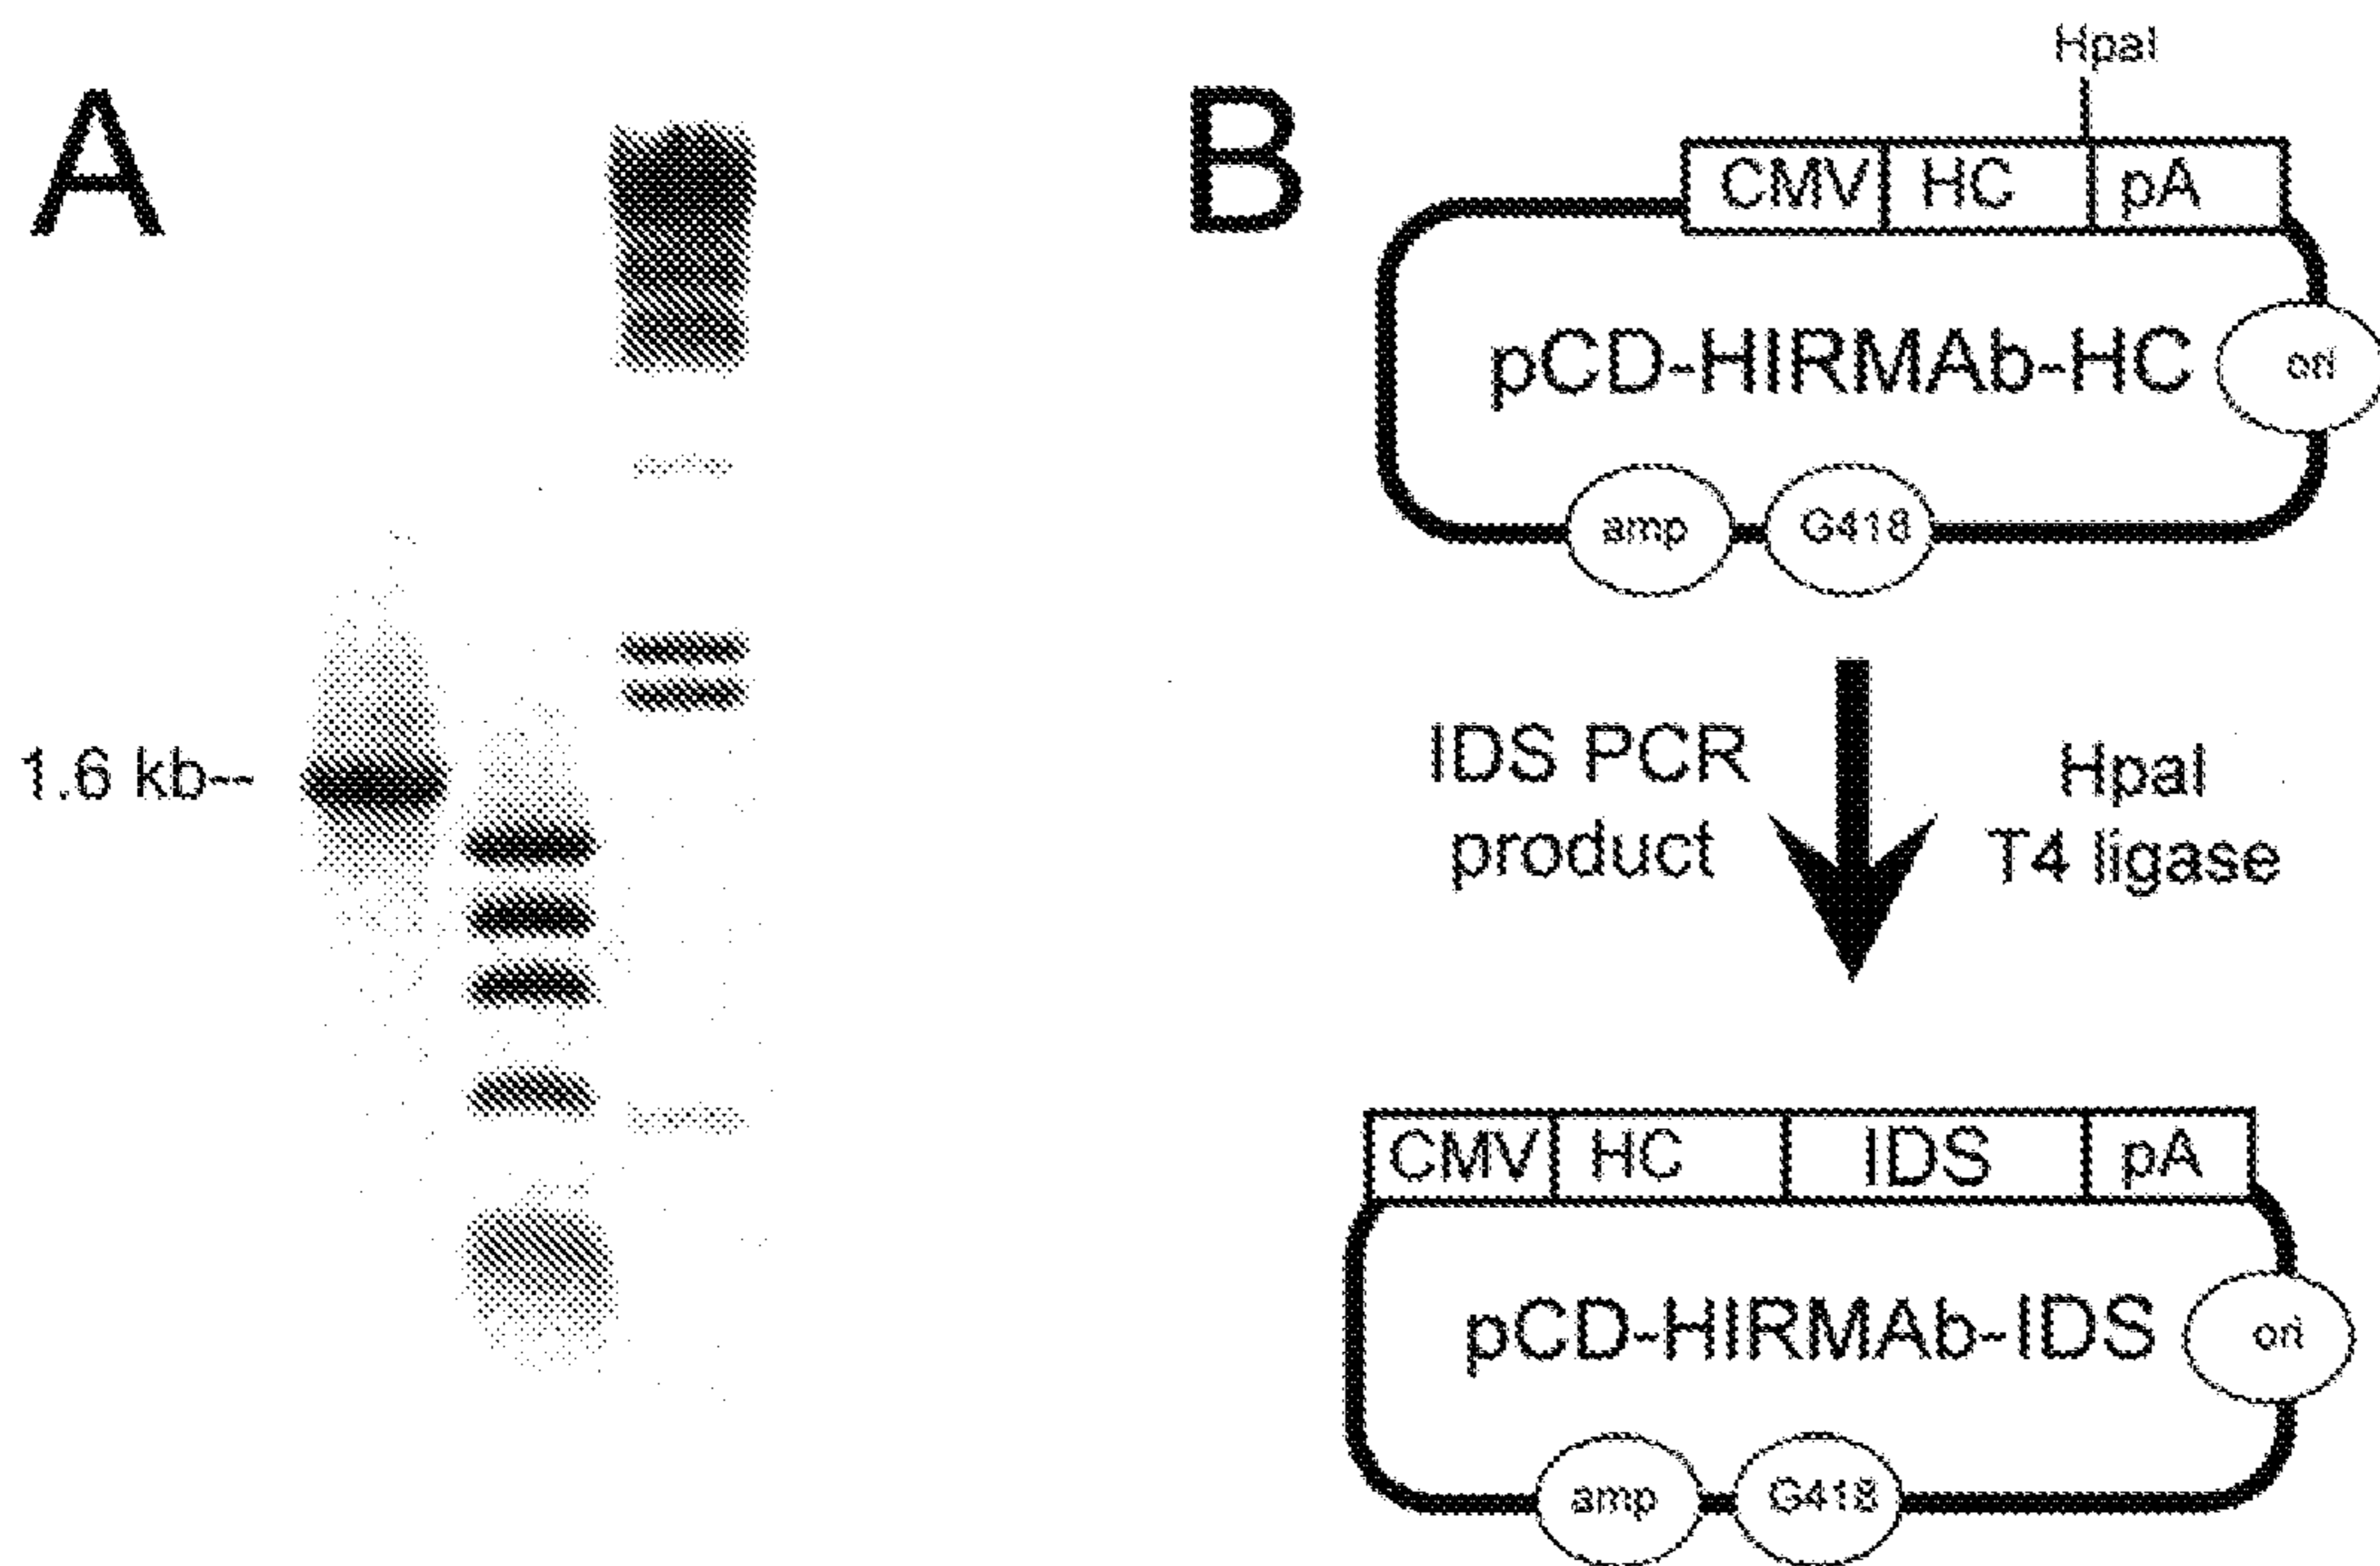 A
1.6 kb--
B
HpaI
CMV HC pA
pCD-HIRMAb-HC
ori
amp G418
IDS PCR
product
HpaI
T4 ligase
CMV HC IDS pA
pCD-HIRMAb-IDS
ori
amp G418